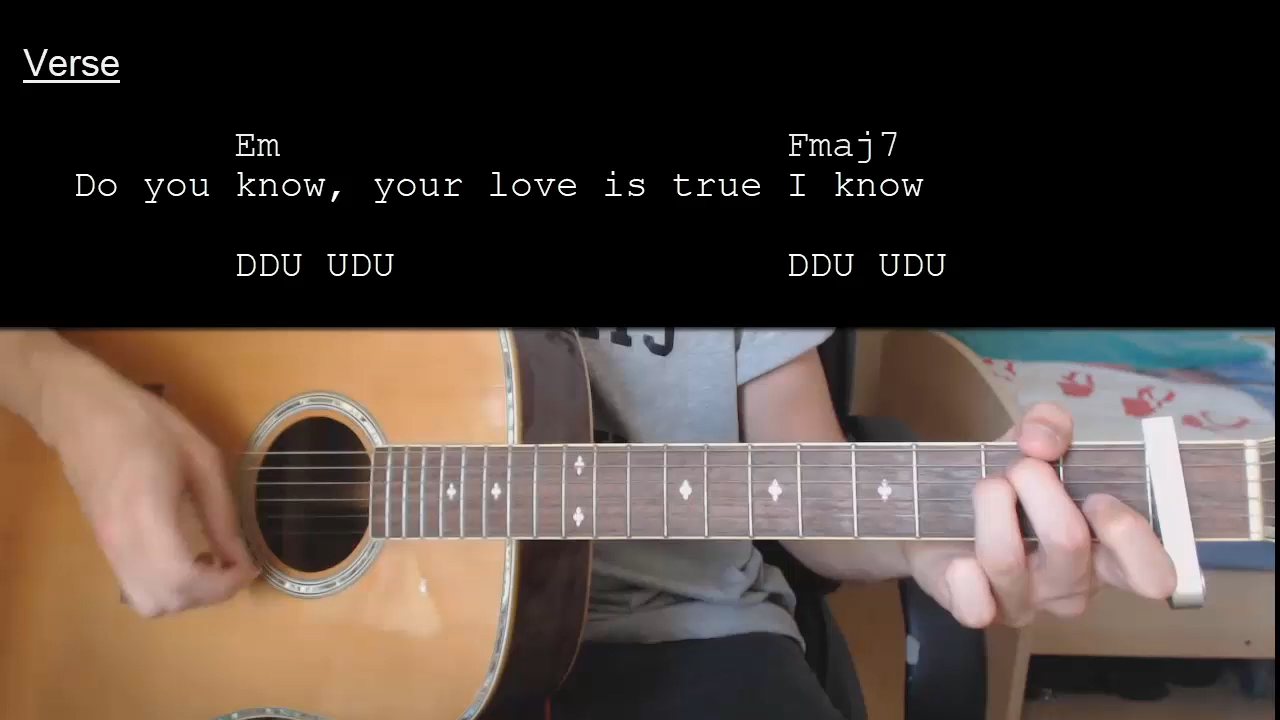 Verse
Em Fmaj7
Do you know, your love is true I know
DDU UDU DDU UDU